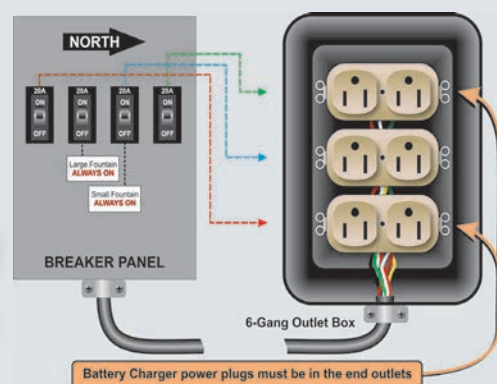 NORTH
20A
20A
20A
20A
ON
ON
ON
ON
OFF
OFF
OFF
OFF
Large Fountain
ALWAYS ON
Small Fountain
ALWAYS ON
BREAKER PANEL
6-Gang Outlet Box
Battery Charger power plugs must be in the end outlets